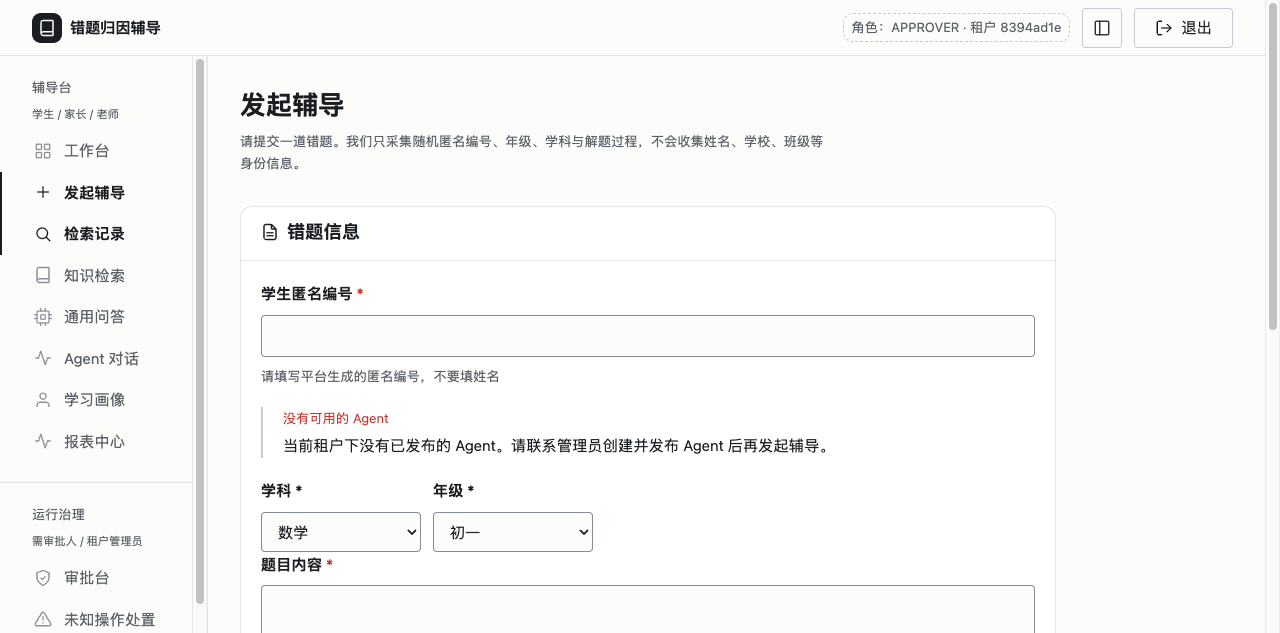 错题归因辅导
角色：APPROVER · 租户 8394ad1e
退出
辅导台
学生 / 家长 / 老师
工作台
发起辅导
检索记录
知识检索
通用问答
Agent 对话
学习画像
报表中心
运行治理
需审批人 / 租户管理员
审批台
未知操作处置
发起辅导
请提交一道错题。我们只采集随机匿名编号、年级、学科与解题过程，不会收集姓名、学校、班级等
身份信息。
错题信息
学生匿名编号 *
请填写平台生成的匿名编号，不要填姓名
没有可用的 Agent
当前租户下没有已发布的 Agent。请联系管理员创建并发布 Agent 后再发起辅导。
学科 * 年级 *
数学 初一
题目内容 *